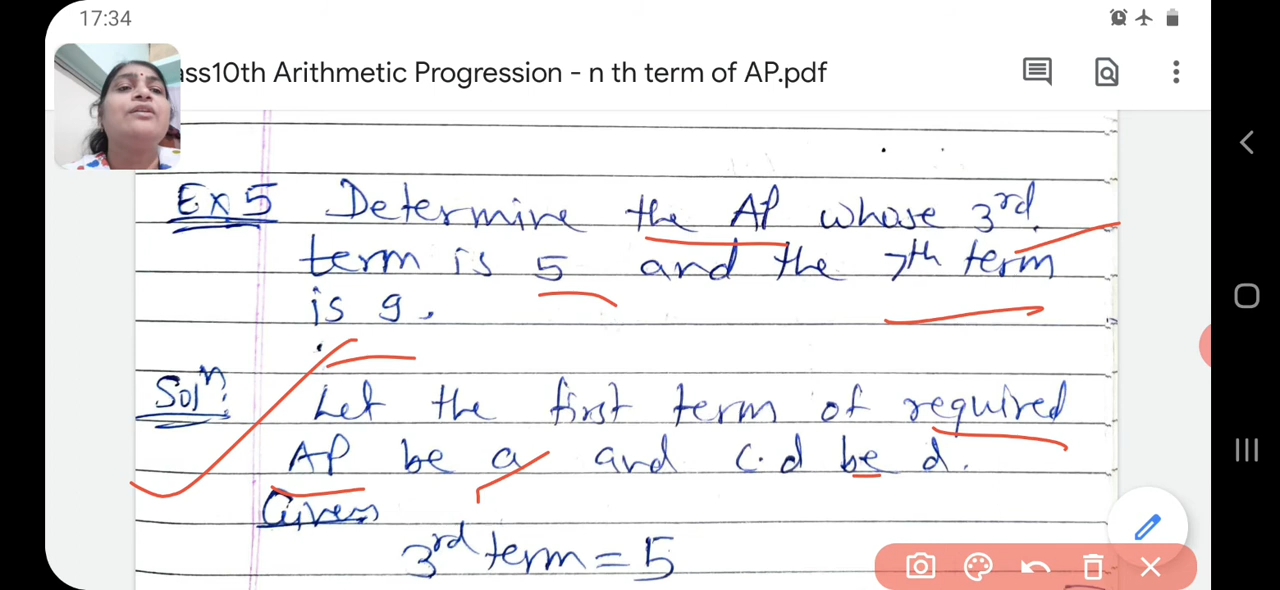 17:34
ass10th Arithmetic Progression - n th term of AP.pdf
Ex 5 Determine the AP whose 3rd
term is 5 and the 7th term
is 9.
Soln: Let the first term of required
AP be a and c.d be d.
Given
3rd term = 5